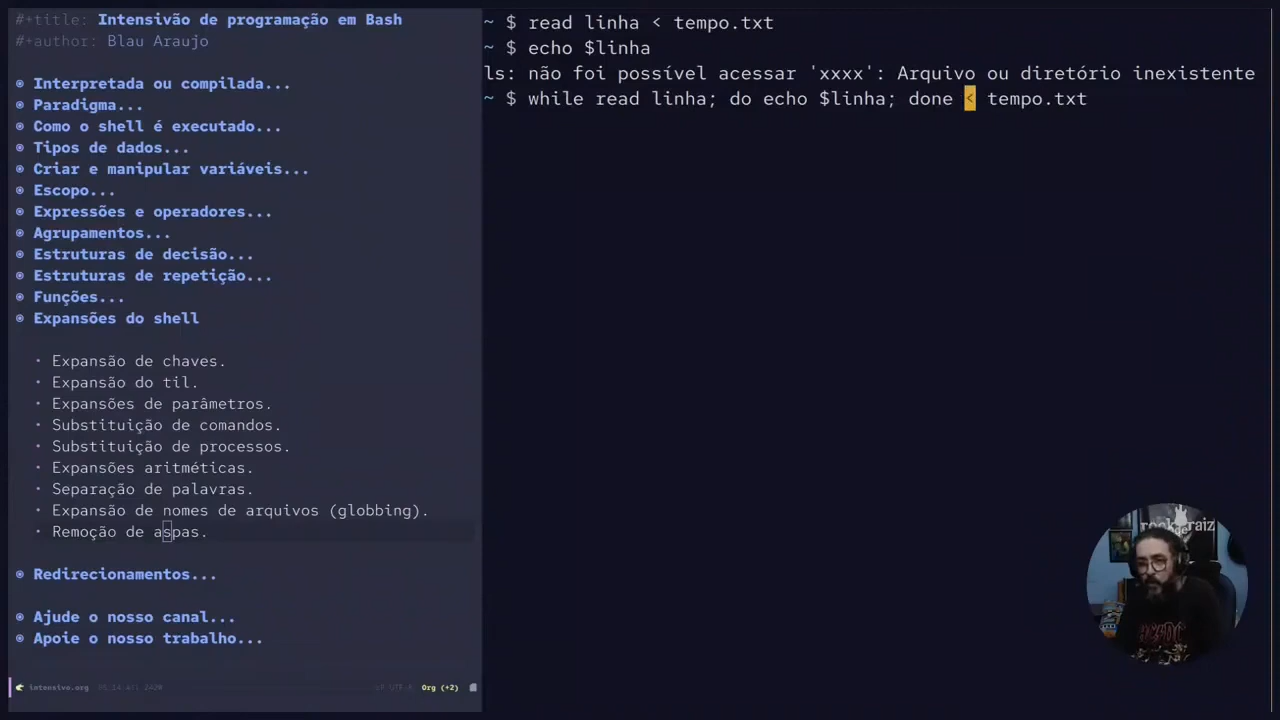 #+title: Intensivão de programação em Bash
#+author: Blau Araujo
Interpretada ou compilada...
Paradigma...
Como o shell é executado...
Tipos de dados...
Criar e manipular variáveis...
Escopo...
Expressões e operadores...
Agrupamentos...
Estruturas de decisão...
Estruturas de repetição...
Funções...
Expansões do shell
• Expansão de chaves.
• Expansão do til.
• Expansões de parâmetros.
• Substituição de comandos.
• Substituição de processos.
• Expansões aritméticas.
• Separação de palavras.
• Expansão de nomes de arquivos (globbing).
• Remoção de aspas.
Redirecionamentos...
Ajude o nosso canal...
Apoie o nosso trabalho...
intensivo.org
Org (+2)
~ $ read linha < tempo.txt
~ $ echo $linha
ls: não foi possível acessar 'xxxx': Arquivo ou diretório inexistente
~ $ while read linha; do echo $linha; done < tempo.txt